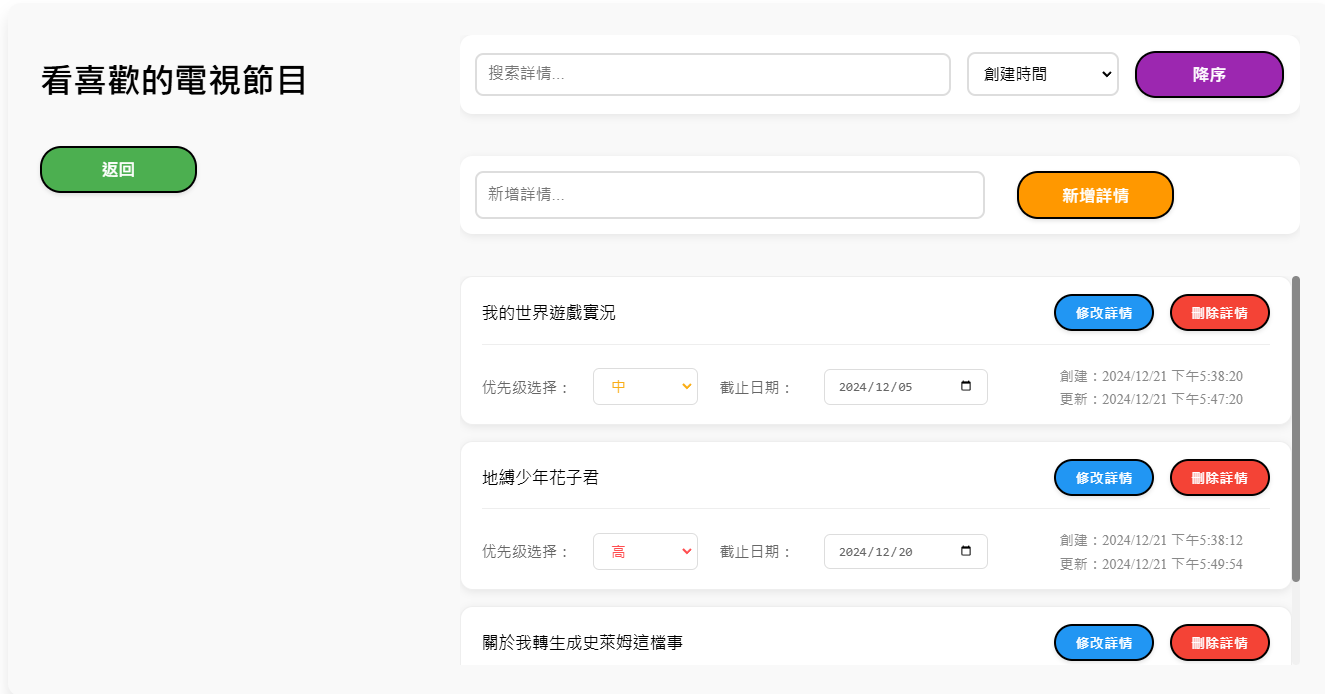 看喜歡的電視節目
返回
搜索詳情...
創建時間
降序
新增詳情...
新增詳情
我的世界遊戲實況
修改詳情
刪除詳情
优先级选择：
中
截止日期：
2024/12/05
創建：2024/12/21 下午5:38:20
更新：2024/12/21 下午5:47:20
地縛少年花子君
修改詳情
刪除詳情
优先级选择：
高
截止日期：
2024/12/20
創建：2024/12/21 下午5:38:12
更新：2024/12/21 下午5:49:54
關於我轉生成史萊姆這檔事
修改詳情
刪除詳情